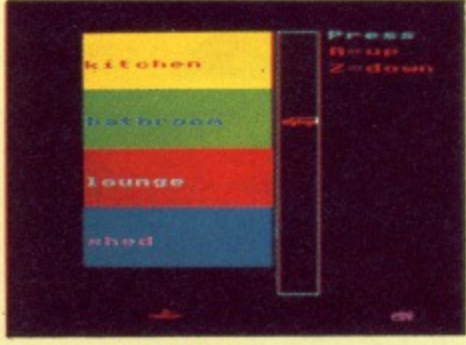 kitchen
bathroom
lounge
shed
Press
A=up
Z=down